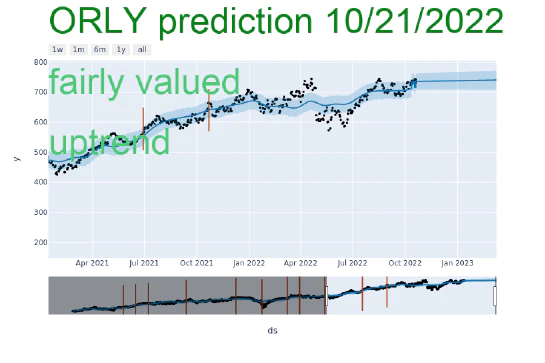 ORLY prediction 10/21/2022
1w 1m 6m 1y all
fairly valued
uptrend
800
700
600
500
400
300
200
y
Apr 2021 Jul 2021 Oct 2021 Jan 2022 Apr 2022 Jul 2022 Oct 2022 Jan 2023
ds